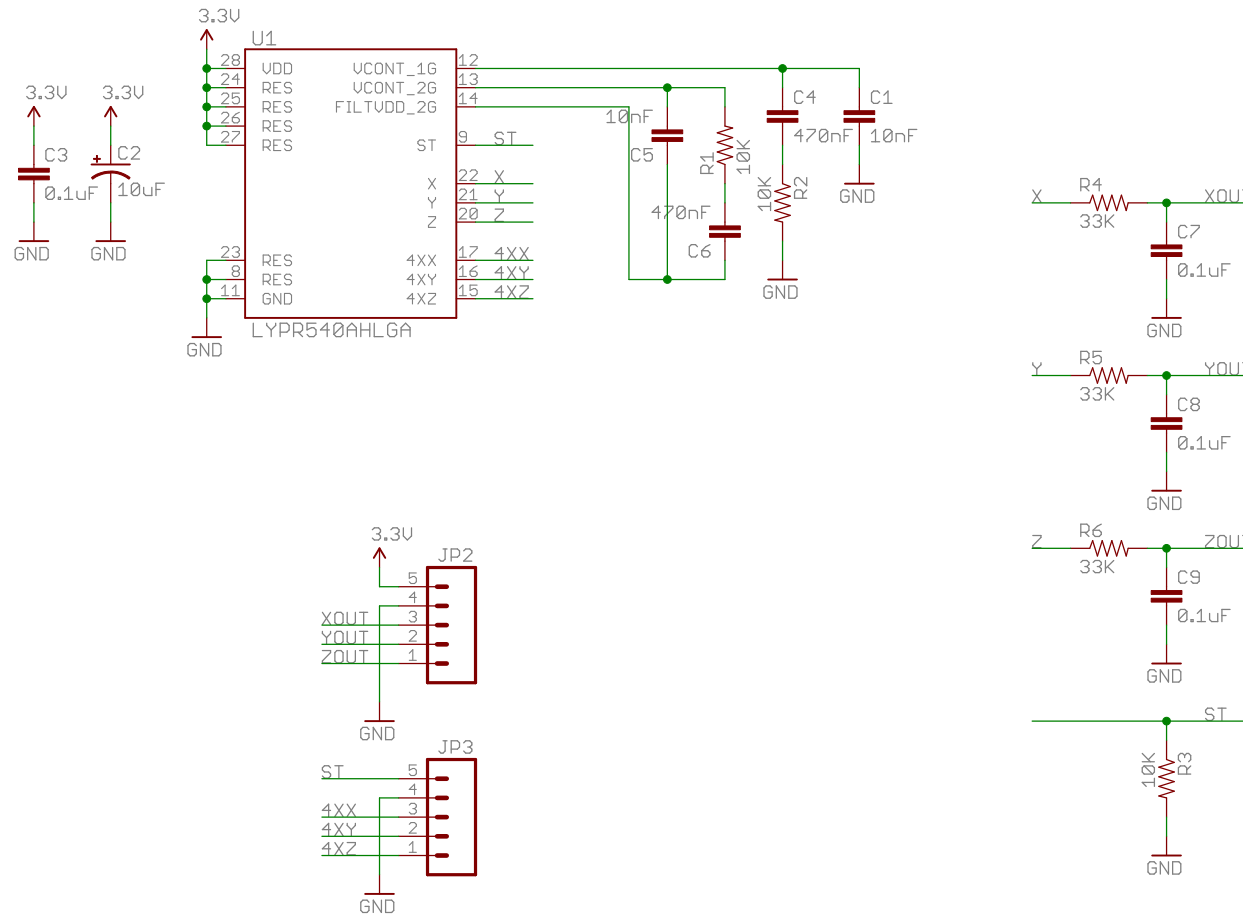 3.3V
U1
28 VDD VCONT_1G 12
24 RES VCONT_2G 13
25 RES FILTVDD_2G 14
26 RES
27 RES ST 9 ST
X 22 X
Y 21 Y
Z 20 Z
23 RES 4XX 17 4XX
8 RES 4XY 16 4XY
11 GND 4XZ 15 4XZ
LYPR540AHLGA
GND
3.3V
C3
0.1uF
GND
3.3V
+
C2
10uF
GND
10nF
C5
R1
10K
470nF
C6
C4
470nF
10K
R2
GND
C1
10nF
GND
X
R4
33K
XOU
C7
0.1uF
GND
Y
R5
33K
YOU
C8
0.1uF
GND
Z
R6
33K
ZOU
C9
0.1uF
GND
ST
10K
R3
GND
3.3V
JP2
5
4
XOUT 3
YOUT 2
ZOUT 1
GND
JP3
ST 5
4
4XX 3
4XY 2
4XZ 1
GND